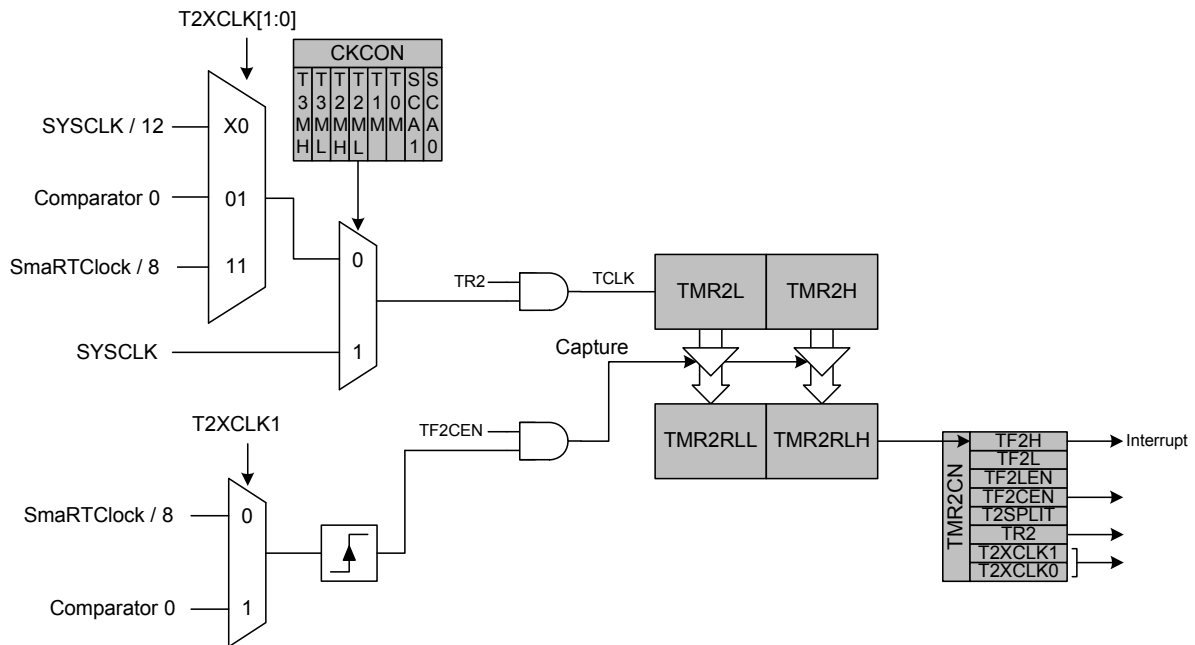 T2XCLK[1:0]
CKCON
T3MH
T3ML
T2MH
T2ML
T1M
T0M
SCA1
SCA0
SYSCLK / 12
X0
Comparator 0
01
SmaRTClock / 8
11
0
SYSCLK
1
TR2
TCLK
TMR2L
TMR2H
Capture
T2XCLK1
TF2CEN
TMR2RLL
TMR2RLH
SmaRTClock / 8
0
Comparator 0
1
TMR2CN
TF2H
Interrupt
TF2L
TF2LEN
TF2CEN
T2SPLIT
TR2
T2XCLK1
T2XCLK0